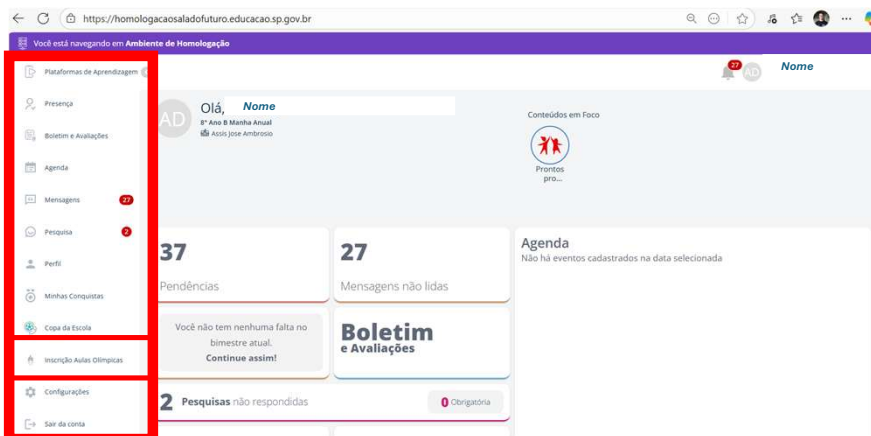 https://homologacaosaladofuturo.educacao.sp.gov.br
Você está navegando em Ambiente de Homologação
Plataformas de Aprendizagem
Presença
Boletim e Avaliações
Agenda
Mensagens 27
Pesquisa 2
Perfil
Minhas Conquistas
Copa da Escola
Inscrição Aulas Olímpicas
Configurações
Sair da conta
27
AD
Nome
AD
Olá, Nome
8° Ano B Manha Anual
Assis Jose Ambrosio
Conteúdos em Foco
Prontos
pro...
37
Pendências
27
Mensagens não lidas
Agenda
Não há eventos cadastrados na data selecionada
Você não tem nenhuma falta no
bimestre atual.
Continue assim!
Boletim
e Avaliações
2 Pesquisas não respondidas
0 Obrigatória